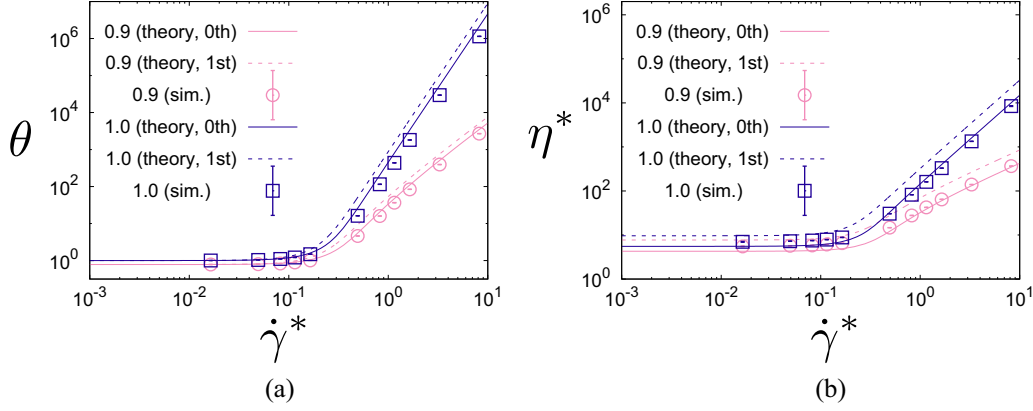 10^6
10^4
10^2
10^0
θ
0.9 (theory, 0th)
0.9 (theory, 1st)
0.9 (sim.)
1.0 (theory, 0th)
1.0 (theory, 1st)
1.0 (sim.)
10^-3 10^-2 10^-1 10^0 10^1
γ̇*
(a)
10^6
10^4
10^2
10^0
η*
0.9 (theory, 0th)
0.9 (theory, 1st)
0.9 (sim.)
1.0 (theory, 0th)
1.0 (theory, 1st)
1.0 (sim.)
10^-3 10^-2 10^-1 10^0 10^1
γ̇*
(b)